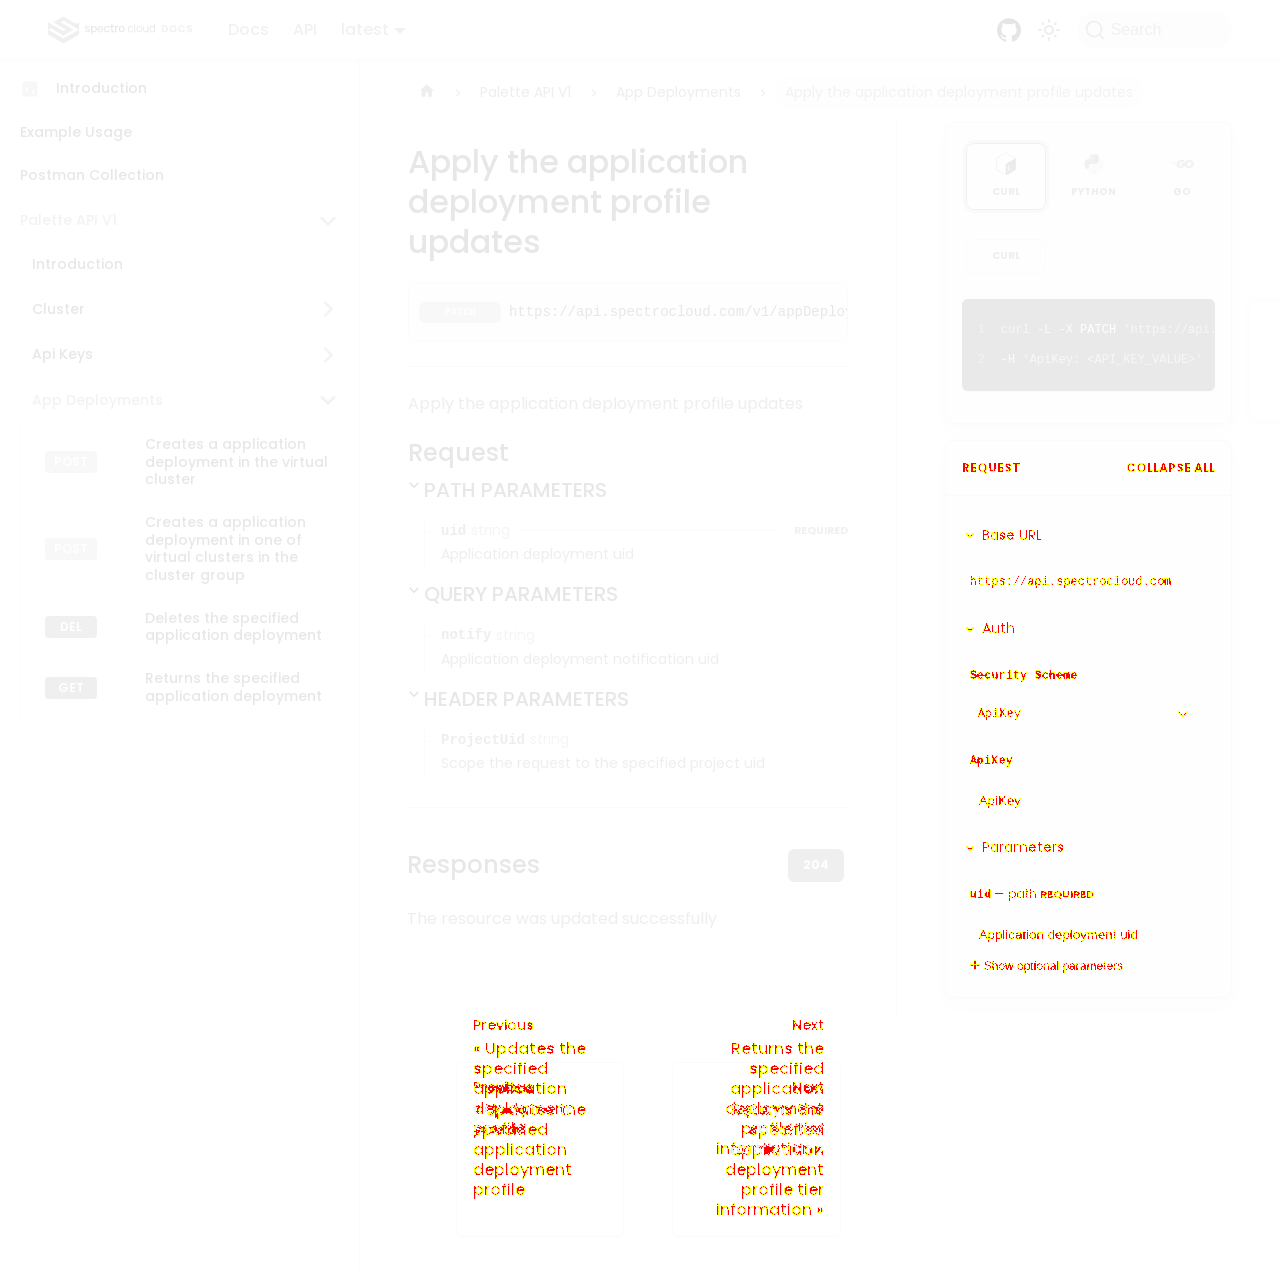 spectro cloud DOCS
Docs
API
latest
Search
Introduction
Example Usage
Postman Collection
Palette API V1
Introduction
Cluster
Api Keys
App Deployments
POST
Creates a application
deployment in the virtual
cluster
POST
Creates a application
deployment in one of
virtual clusters in the
cluster group
DEL
Deletes the specified
application deployment
GET
Returns the specified
application deployment
Palette API V1
App Deployments
Apply the application deployment profile updates
Apply the application
deployment profile
updates
PATCH
https://api.spectrocloud.com/v1/appDeploy
Apply the application deployment profile updates
Request
PATH PARAMETERS
uid string
REQUIRED
Application deployment uid
QUERY PARAMETERS
notify string
Application deployment notification uid
HEADER PARAMETERS
ProjectUid string
Scope the request to the specified project uid
Responses
204
The resource was updated successfully
Previous
« Updates the
specified
application
deployment
profile
Next
Returns the
specified
application
deployment
profile tier
information »
CURL
PYTHON
GO
CURL
1 curl -L -X PATCH 'https://api.
2 -H 'ApiKey: <API_KEY_VALUE>'
REQUEST
COLLAPSE ALL
Base URL
https://api.spectrocloud.com
Auth
Security Scheme
ApiKey
ApiKey
ApiKey
Parameters
uid — path REQUIRED
Application deployment uid
Show optional parameters